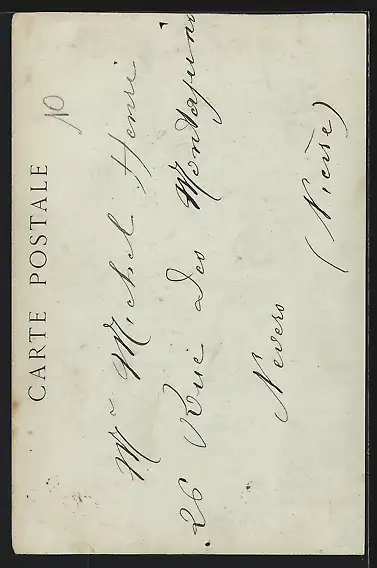 CARTE POSTALE
10
Mr Michel Henri
26 Rue des Montapins
Nevers
(Nièvre)